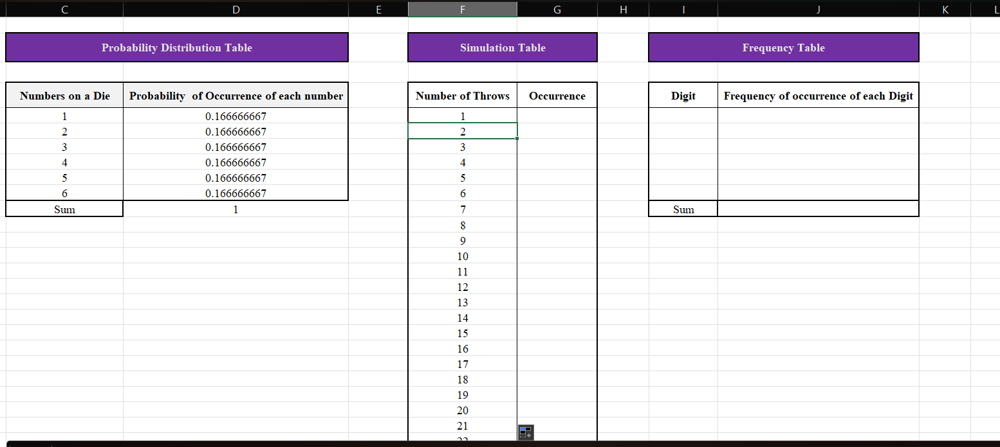 C D E F G H I J K L
Probability Distribution Table Simulation Table Frequency Table
Numbers on a Die Probability of Occurrence of each number Number of Throws Occurrence Digit Frequency of occurrence of each Digit
1 0.166666667 1
2 0.166666667 2
3 0.166666667 3
4 0.166666667 4
5 0.166666667 5
6 0.166666667 6
Sum 1 7 Sum
8
9
10
11
12
13
14
15
16
17
18
19
20
21